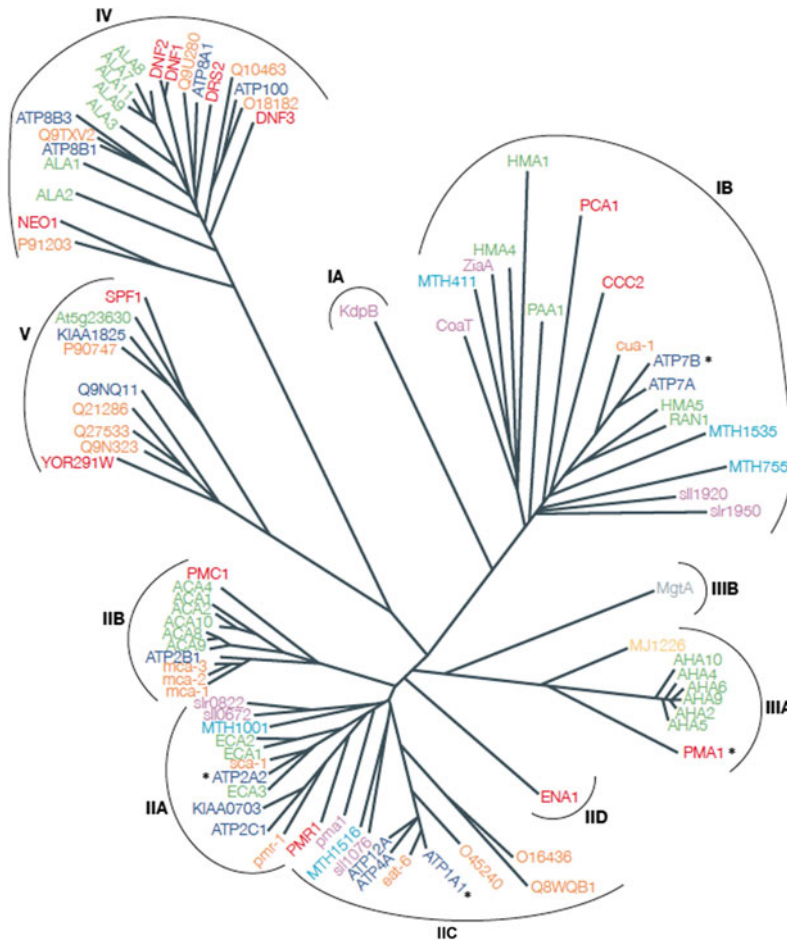 IV
ALA8
ALA7
ALA11
ALA9
ALA3
DNF2
DNF1
Q9U280
ATP8A1
DRS2
Q10463
ATP100
O18182
DNF3
ATP8B3
Q9TXV2
ATP8B1
ALA1
ALA2
NEO1
P91203
V
SPF1
At5g23630
KIAA1825
P90747
Q9NQ11
Q21286
Q27533
Q9N323
YOR291W
IA
KdpB
IB
HMA1
PCA1
HMA4
ZiaA
MTH411
CoaT
PAA1
CCC2
cua-1
ATP7B *
ATP7A
HMA5
RAN1
MTH1535
MTH755
sll1920
slr1950
IIIB
MgtA
MJ1226
AHA10
AHA4
AHA6
AHA9
AHA2
AHA5
IIIA
PMA1 *
ENA1
IID
IIB
PMC1
ACA4
ACA1
ACA2
ACA10
ACA8
ACA9
ATP2B1
mca-3
mca-2
mca-1
IIA
slr0822
sll0672
MTH1001
ECA2
ECA1
sca-1
* ATP2A2
ECA3
KIAA0703
ATP2C1
pmr-1
PMR1
pma1
MTH1516
sll1076
ATP12A
ATP4A
eat-6
ATP1A1 *
O45240
O16436
Q8WQB1
IIC